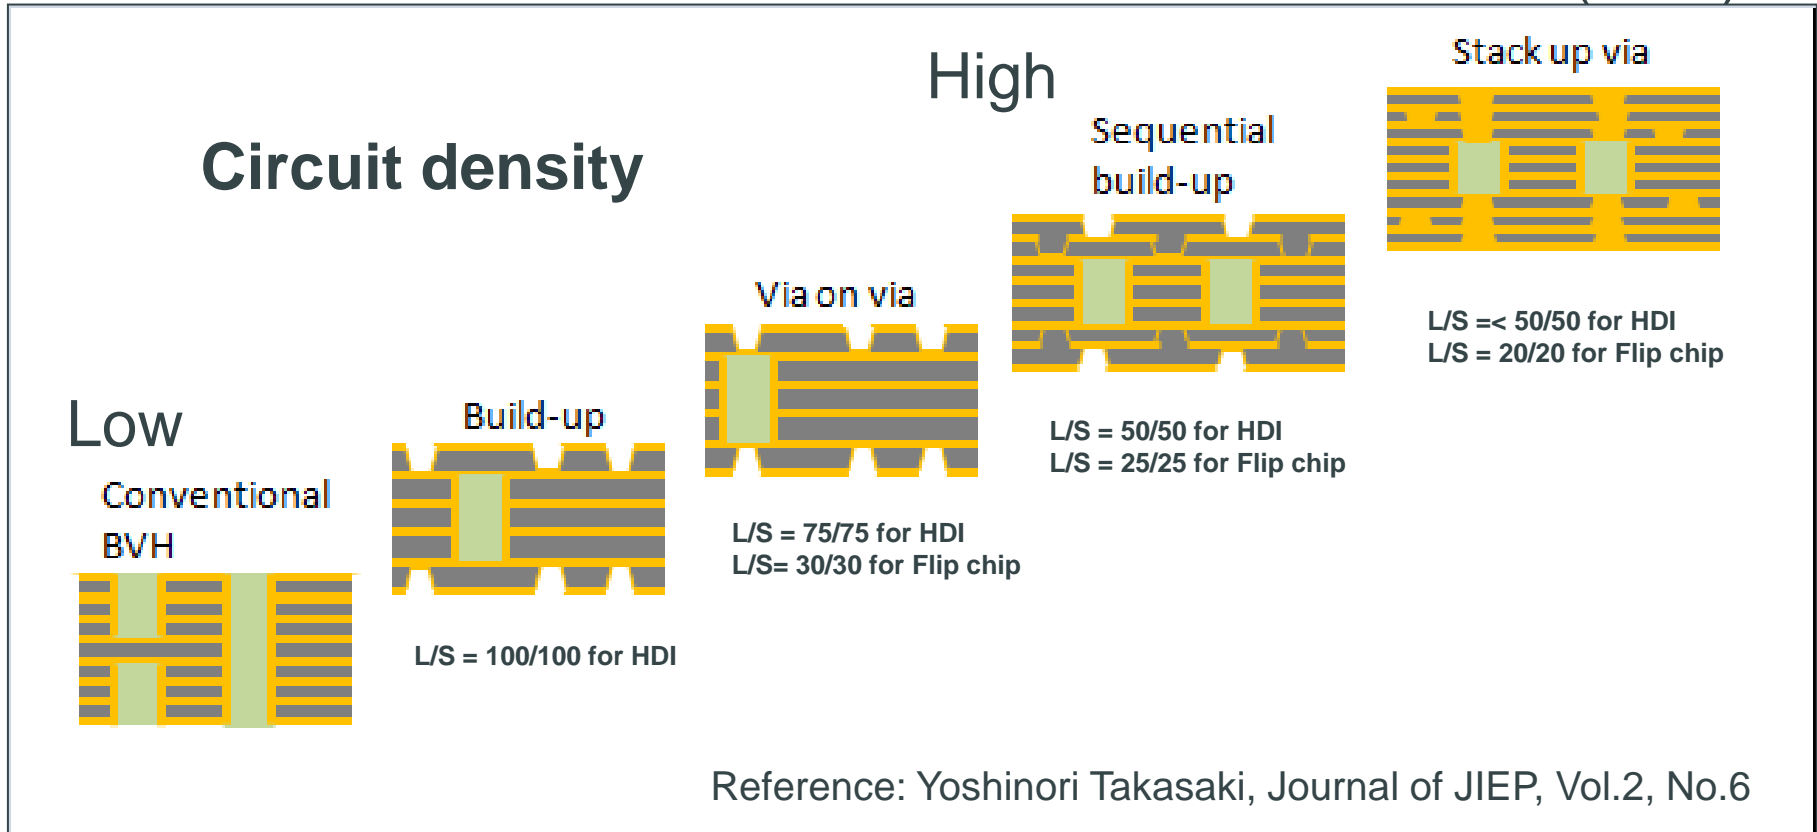 Circuit density
High
Low
Conventional
BVH
Build-up
L/S = 100/100 for HDI
Via on via
L/S = 75/75 for HDI
L/S= 30/30 for Flip chip
Sequential
build-up
L/S = 50/50 for HDI
L/S = 25/25 for Flip chip
Stack up via
L/S =< 50/50 for HDI
L/S = 20/20 for Flip chip
Reference: Yoshinori Takasaki, Journal of JIEP, Vol.2, No.6